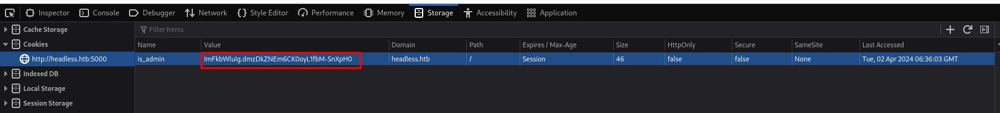 Inspector Console Debugger Network Style Editor Performance Memory Storage Accessibility Application
Cache Storage
Filter Items
Cookies
Name Value Domain Path Expires / Max-Age Size HttpOnly Secure SameSite Last Accessed
http://headless.htb:5000
is_admin ImFkbWluIg.dmzDkZNEm6CK0oyL1fbM-SnXpH0 headless.htb / Session 46 false false None Tue, 02 Apr 2024 06:36:03 GMT
Indexed DB
Local Storage
Session Storage